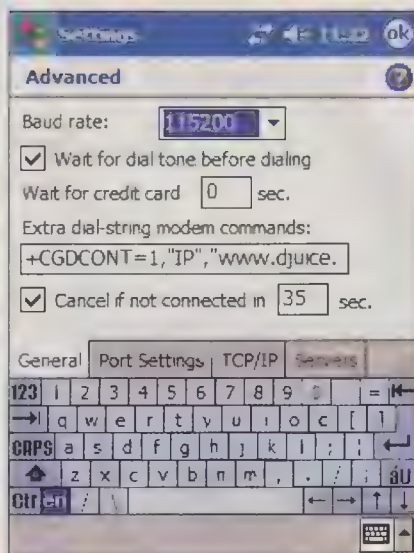 Settings ok
Advanced ?
Baud rate: 115200
Wait for dial tone before dialing
Wait for credit card 0 sec.
Extra dial-string modem commands:
+CGDCONT=1,"IP","www.djuice.
Cancel if not connected in 35 sec.
General Port Settings TCP/IP Servers
123 1 2 3 4 5 6 7 8 9 =
q w e r t y u i o [ ]
CAPS a s d f g h j k l ; '
z x c v b n m , . / áü
Ctrl / \